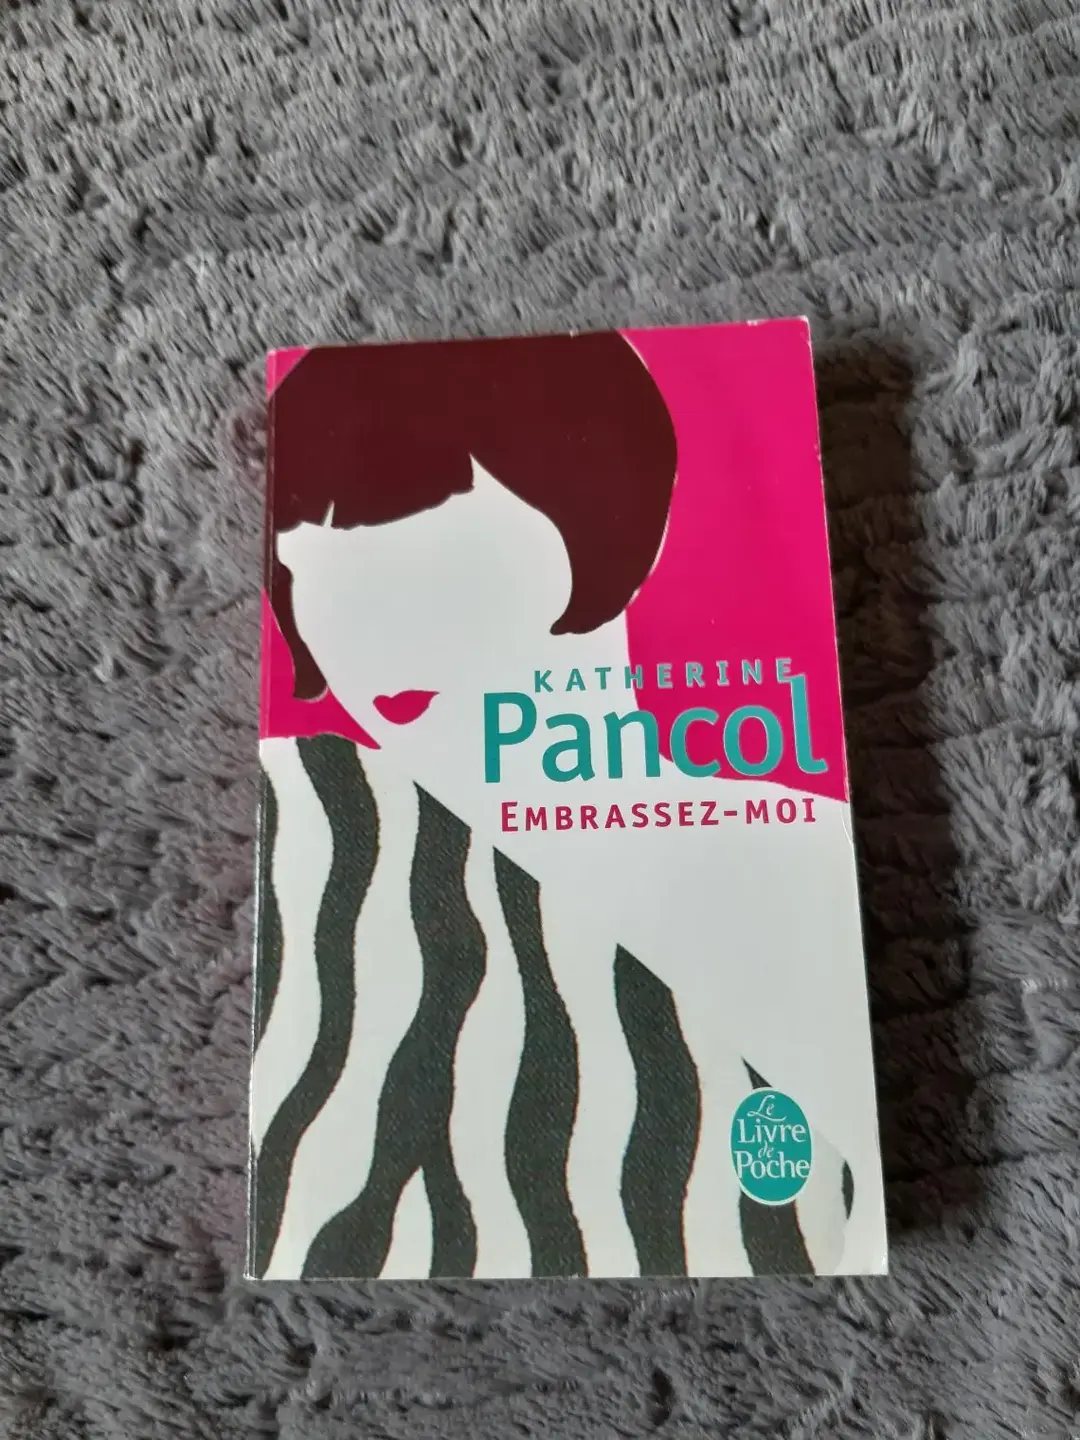 KATHERINE
Pancol
EMBRASSEZ-MOI
Le
Livre
de
Poche